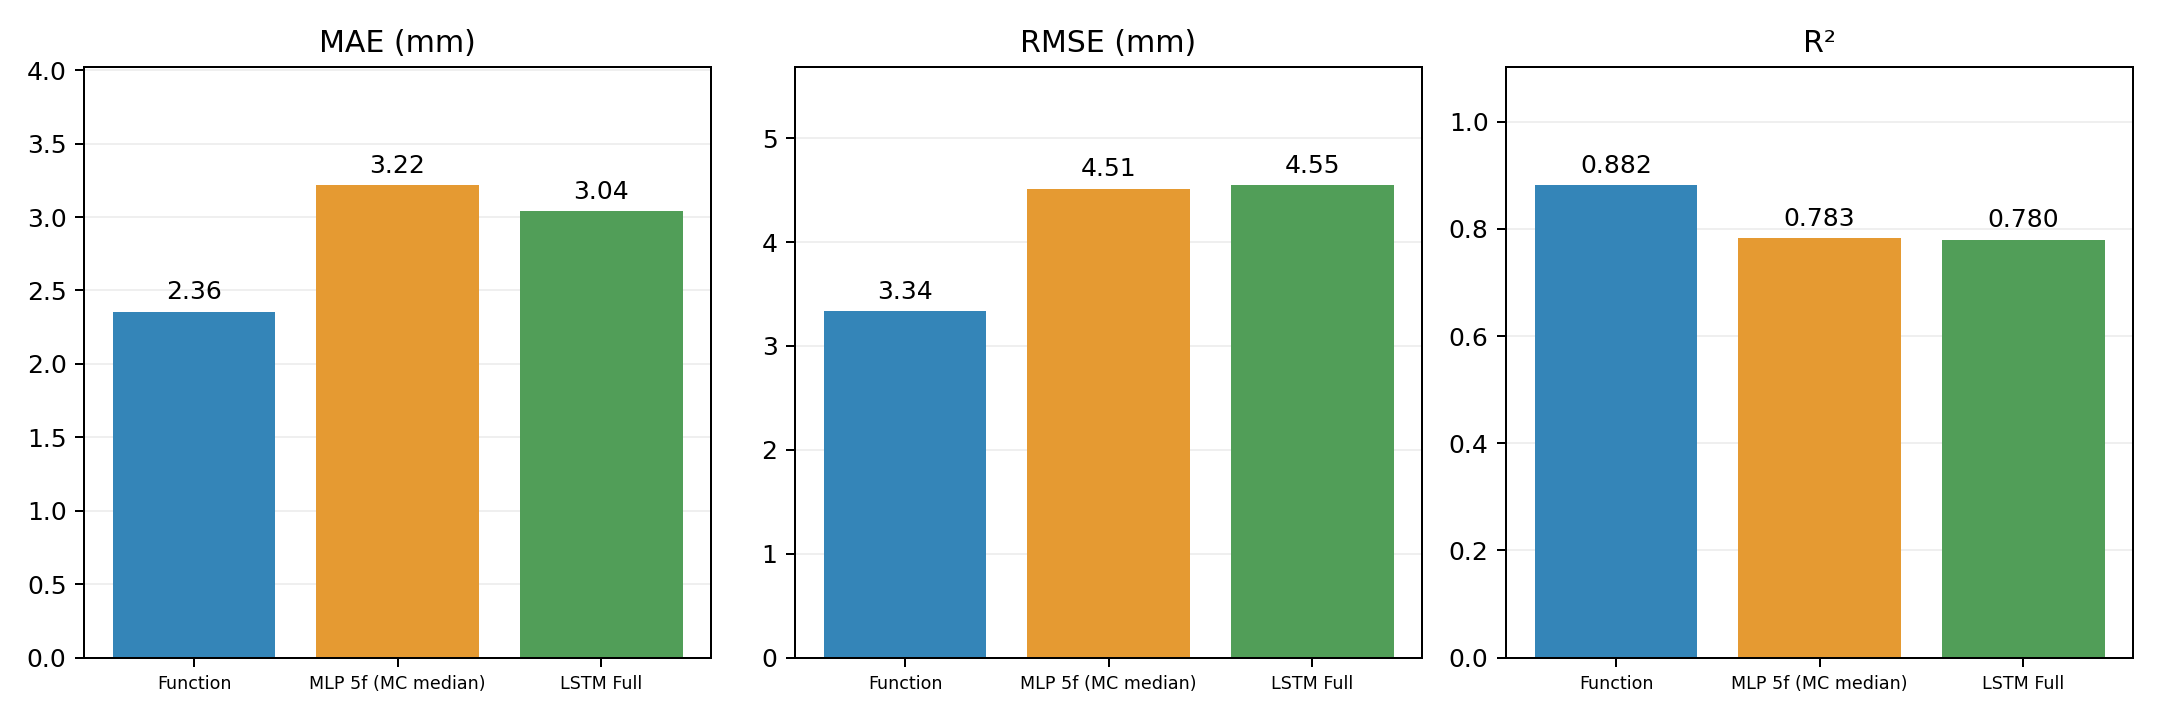 MAE (mm)
4.0
3.5
3.0
2.5
2.0
1.5
1.0
0.5
0.0
2.36
3.22
3.04
Function
MLP 5f (MC median)
LSTM Full
RMSE (mm)
5
4
3
2
1
0
3.34
4.51
4.55
Function
MLP 5f (MC median)
LSTM Full
R²
1.0
0.8
0.6
0.4
0.2
0.0
0.882
0.783
0.780
Function
MLP 5f (MC median)
LSTM Full